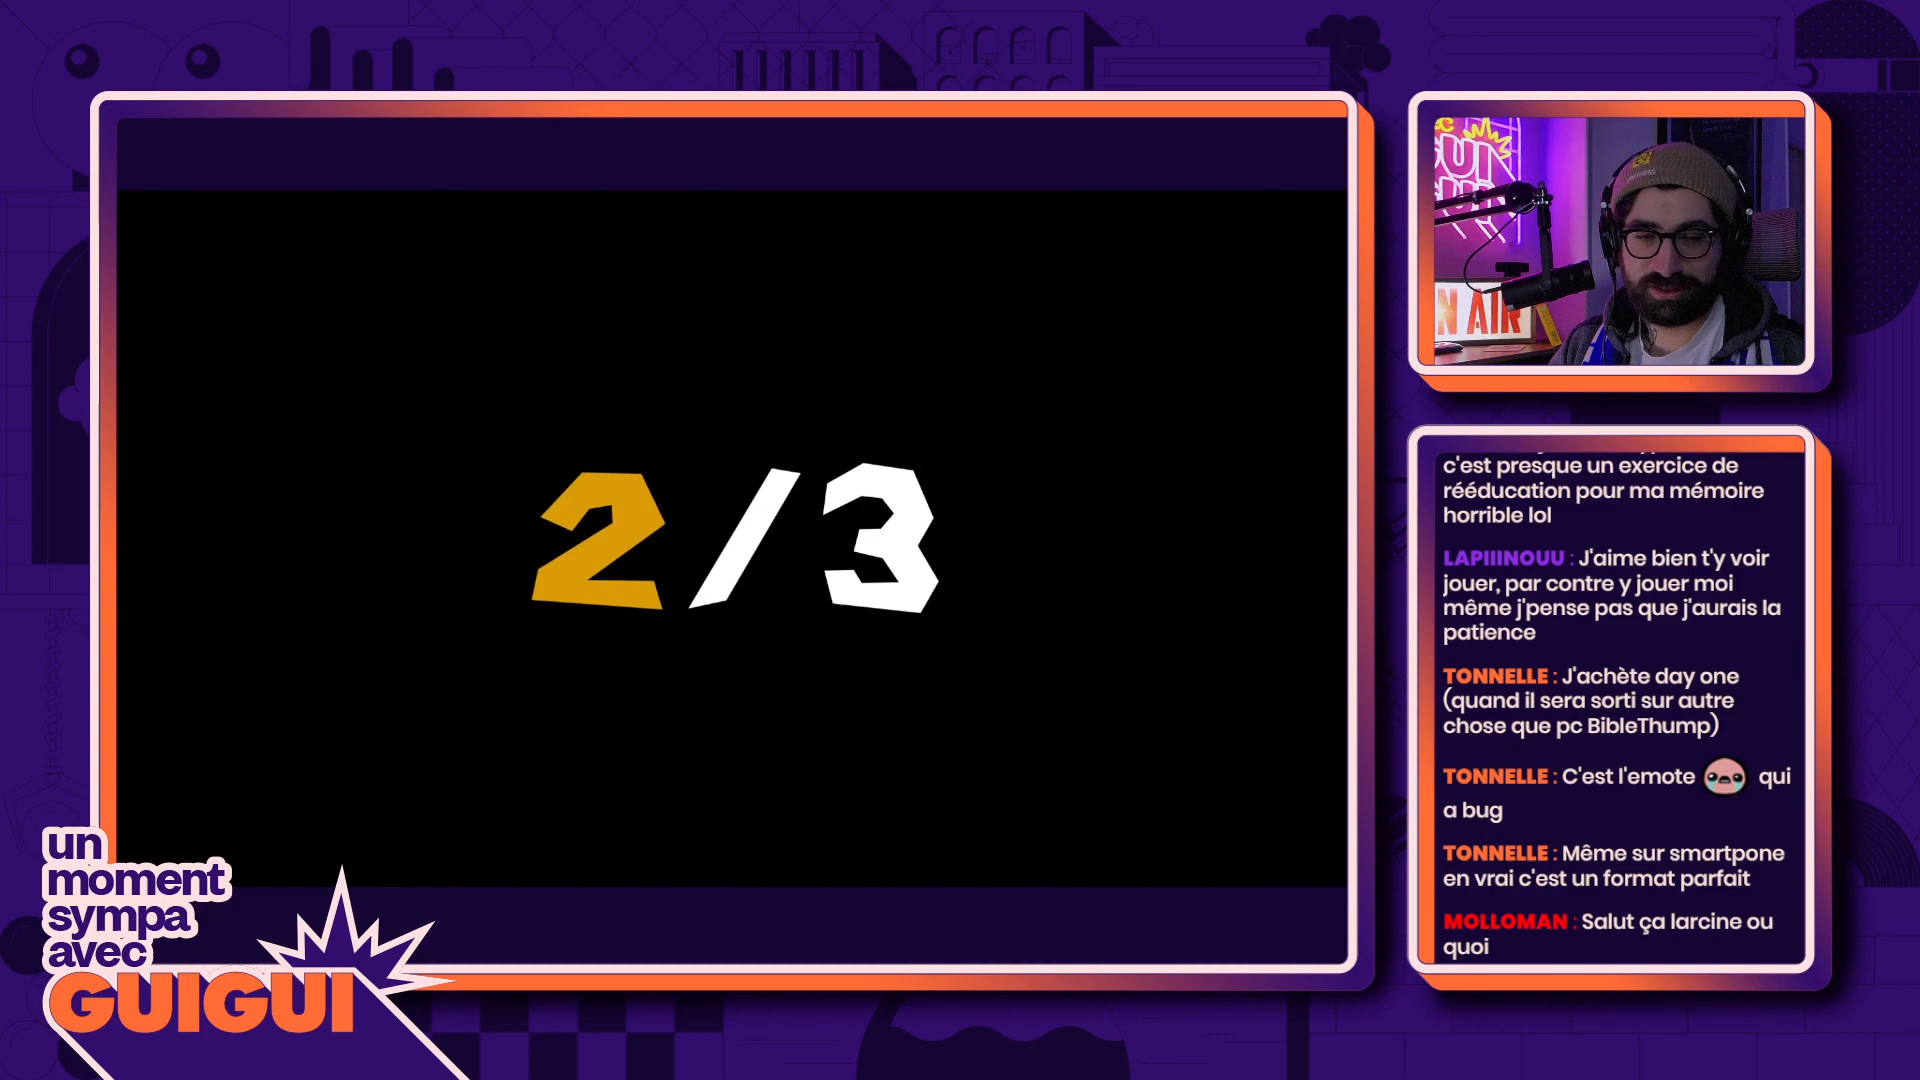 2/3
GUI
N AIR
c'est presque un exercice de
rééducation pour ma mémoire
horrible lol
LAPIIINOUU : J'aime bien t'y voir
jouer, par contre y jouer moi
même j'pense pas que j'aurais la
patience
TONNELLE : J'achète day one
(quand il sera sorti sur autre
chose que pc BibleThump)
TONNELLE : C'est l'emote qui
a bug
TONNELLE : Même sur smartpone
en vrai c'est un format parfait
MOLLOMAN : Salut ça larcine ou
quoi
un
moment
sympa
avec
GUIGUI